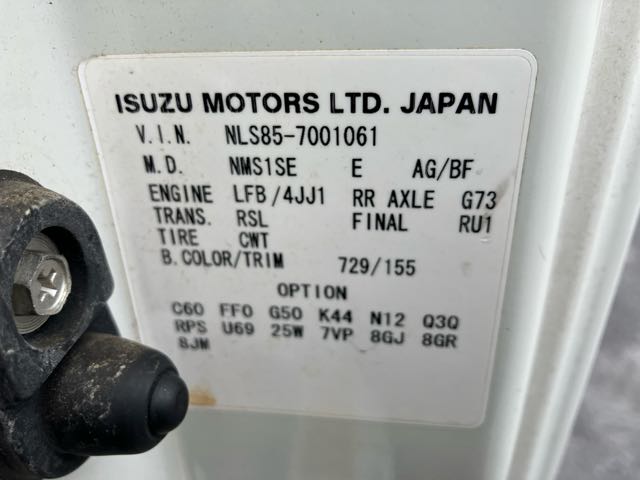 ISUZU MOTORS LTD. JAPAN
V.I.N. NLS85-7001061
M.D. NMS1SE E AG/BF
ENGINE LFB/4JJ1 RR AXLE G73
TRANS. RSL FINAL RU1
TIRE CWT
B.COLOR/TRIM 729/155
OPTION
C60 FF0 G50 K44 N12 Q3Q
RPS U69 25W 7VP 8GJ 8GR
8JM